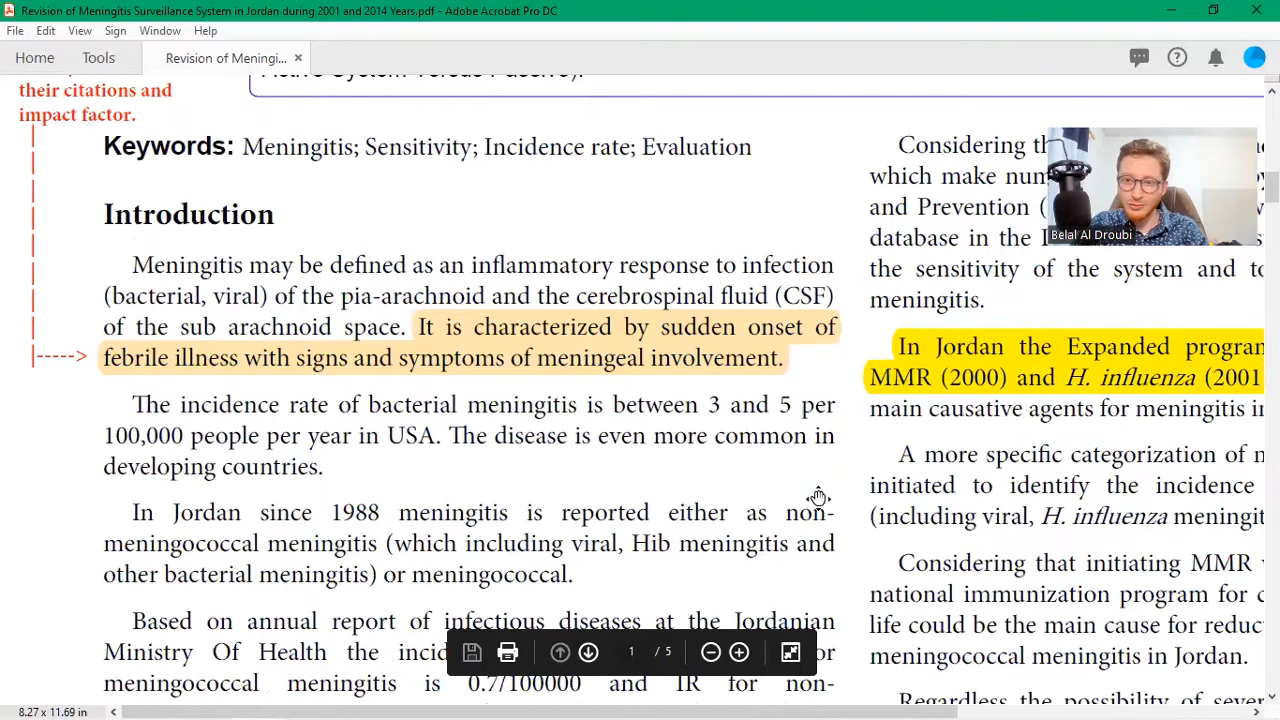 Revision of Meningitis Surveillance System in Jordan during 2001 and 2014 Years.pdf - Adobe Acrobat Pro DC
File Edit View Sign Window Help
Home Tools Revision of Meningi... ×
their citations and
impact factor.
Keywords: Meningitis; Sensitivity; Incidence rate; Evaluation
Introduction
Meningitis may be defined as an inflammatory response to infection
(bacterial, viral) of the pia-arachnoid and the cerebrospinal fluid (CSF)
of the sub arachnoid space. It is characterized by sudden onset of
febrile illness with signs and symptoms of meningeal involvement.
The incidence rate of bacterial meningitis is between 3 and 5 per
100,000 people per year in USA. The disease is even more common in
developing countries.
In Jordan since 1988 meningitis is reported either as non-
meningococcal meningitis (which including viral, Hib meningitis and
other bacterial meningitis) or meningococcal.
Based on annual report of infectious diseases at the Jordanian
Ministry Of Health the
meningococcal meningitis is 0.7/100000 and IR for non-
Considering
which make
and Prevention (
database in the
the sensitivity of the system and
meningitis.
In Jordan the Expanded
MMR (2000) and H. influenza (2001
main causative agents for meningitis
A more specific categorization of
initiated to identify the incidence
(including viral, H. influenza
Considering that initiating MMR
national immunization program for
life could be the main cause for
meningococcal meningitis in Jordan.
Regardless the possibility of
Belal Al Droubi
1 / 5
8.27 x 11.69 in